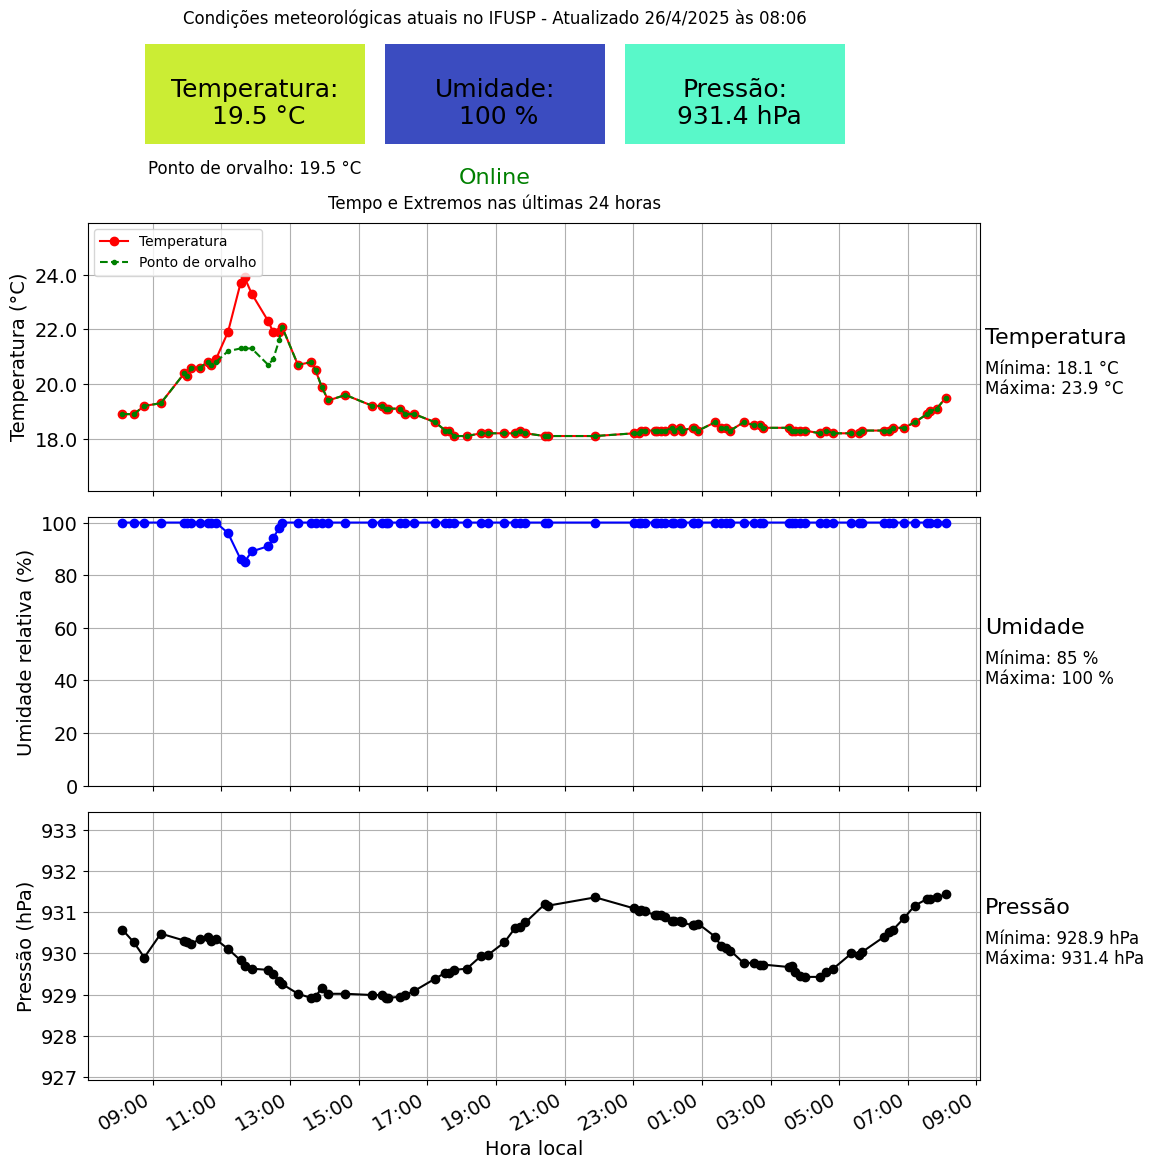 Condições meteorológicas atuais no IFUSP - Atualizado 26/4/2025 às 08:06
Temperatura:
19.5 °C
Umidade:
100 %
Pressão:
931.4 hPa
Ponto de orvalho: 19.5 °C
Online
Tempo e Extremos nas últimas 24 horas
Temperatura
Ponto de orvalho
Temperatura (°C)
24.0
22.0
20.0
18.0
Temperatura
Mínima: 18.1 °C
Máxima: 23.9 °C
Umidade relativa (%)
100
80
60
40
20
0
Umidade
Mínima: 85 %
Máxima: 100 %
Pressão (hPa)
933
932
931
930
929
928
927
Pressão
Mínima: 928.9 hPa
Máxima: 931.4 hPa
09:00
11:00
13:00
15:00
17:00
19:00
21:00
23:00
01:00
03:00
05:00
07:00
09:00
Hora local